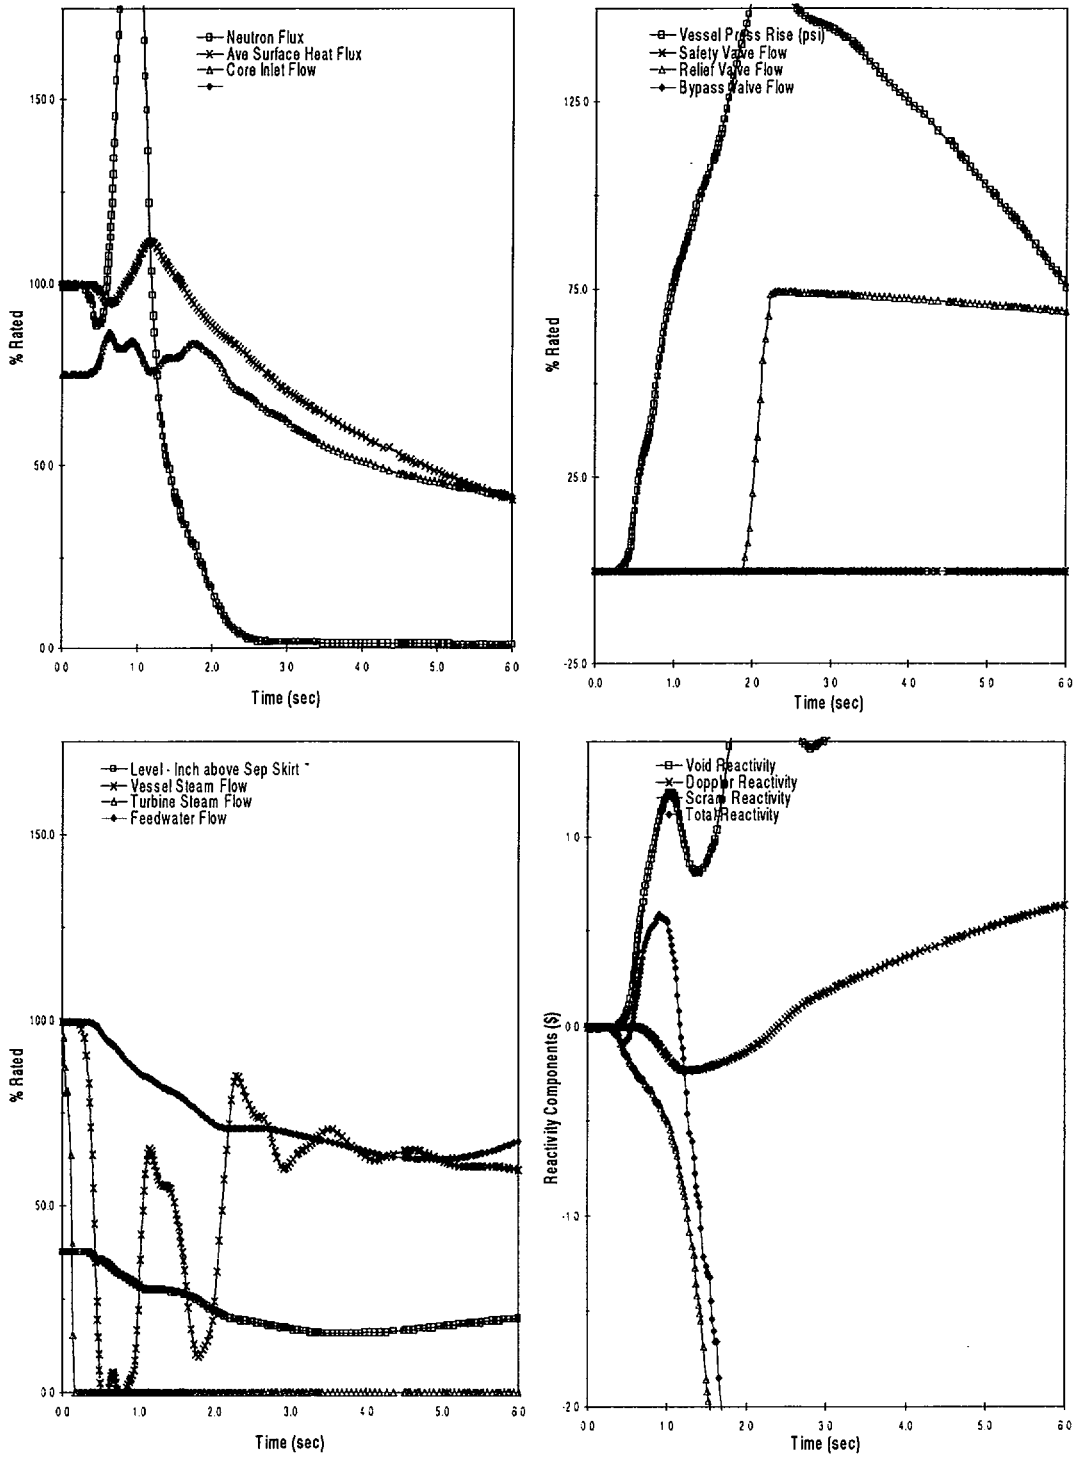 Neutron Flux
Ave Surface Heat Flux
Core Inlet Flow
150.0
100.0
50.0
0.0
% Rated
0.0 1.0 2.0 3.0 4.0 5.0 6.0
Time (sec)
Vessel Press Rise (psi)
Safety Valve Flow
Relief Valve Flow
Bypass Valve Flow
125.0
75.0
25.0
-25.0
% Rated
0.0 1.0 2.0 3.0 4.0 5.0 6.0
Time (sec)
Level - Inch above Sep Skirt
Vessel Steam Flow
Turbine Steam Flow
Feedwater Flow
150.0
100.0
50.0
0.0
% Rated
0.0 1.0 2.0 3.0 4.0 5.0 6.0
Time (sec)
Void Reactivity
Doppler Reactivity
Scram Reactivity
Total Reactivity
1.0
0.0
-1.0
-2.0
Reactivity Components ($)
0.0 1.0 2.0 3.0 4.0 5.0 6.0
Time (sec)